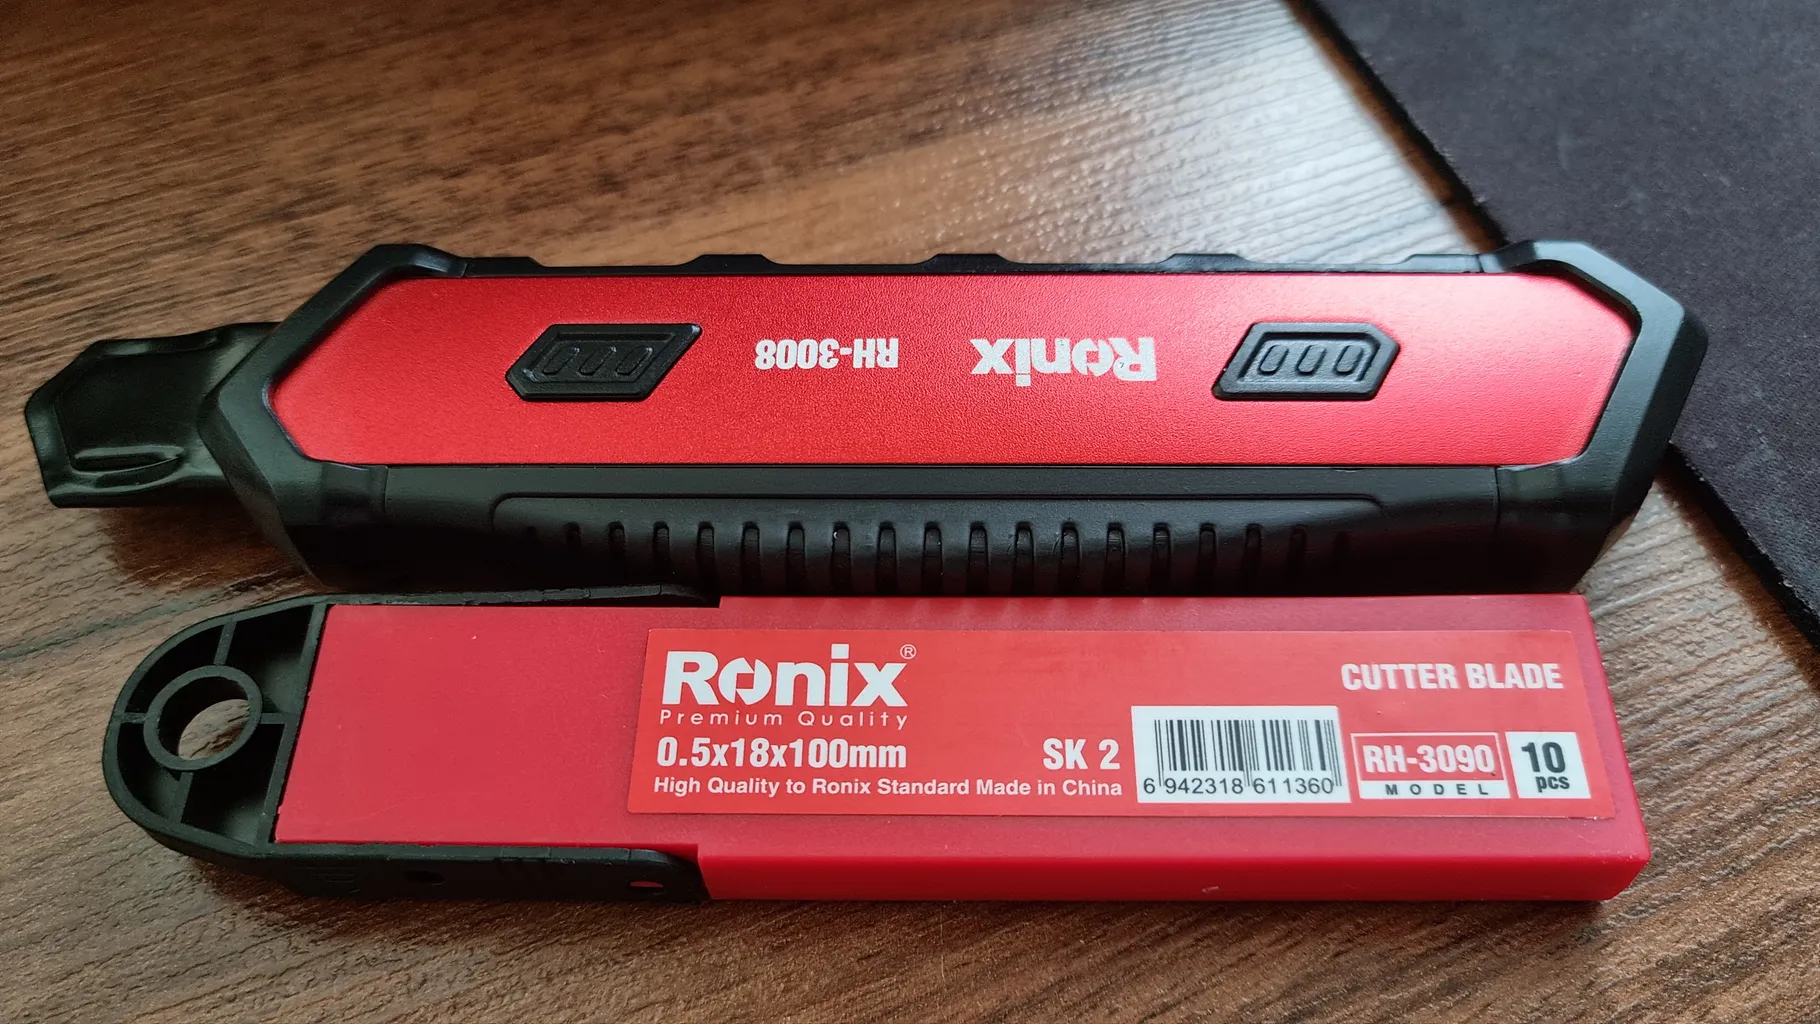 Ronix RH-3008
Ronix®
Premium Quality
0.5x18x100mm
SK 2
High Quality to Ronix Standard Made in China
6 942318 611360
CUTTER BLADE
RH-3090
MODEL
10
pcs